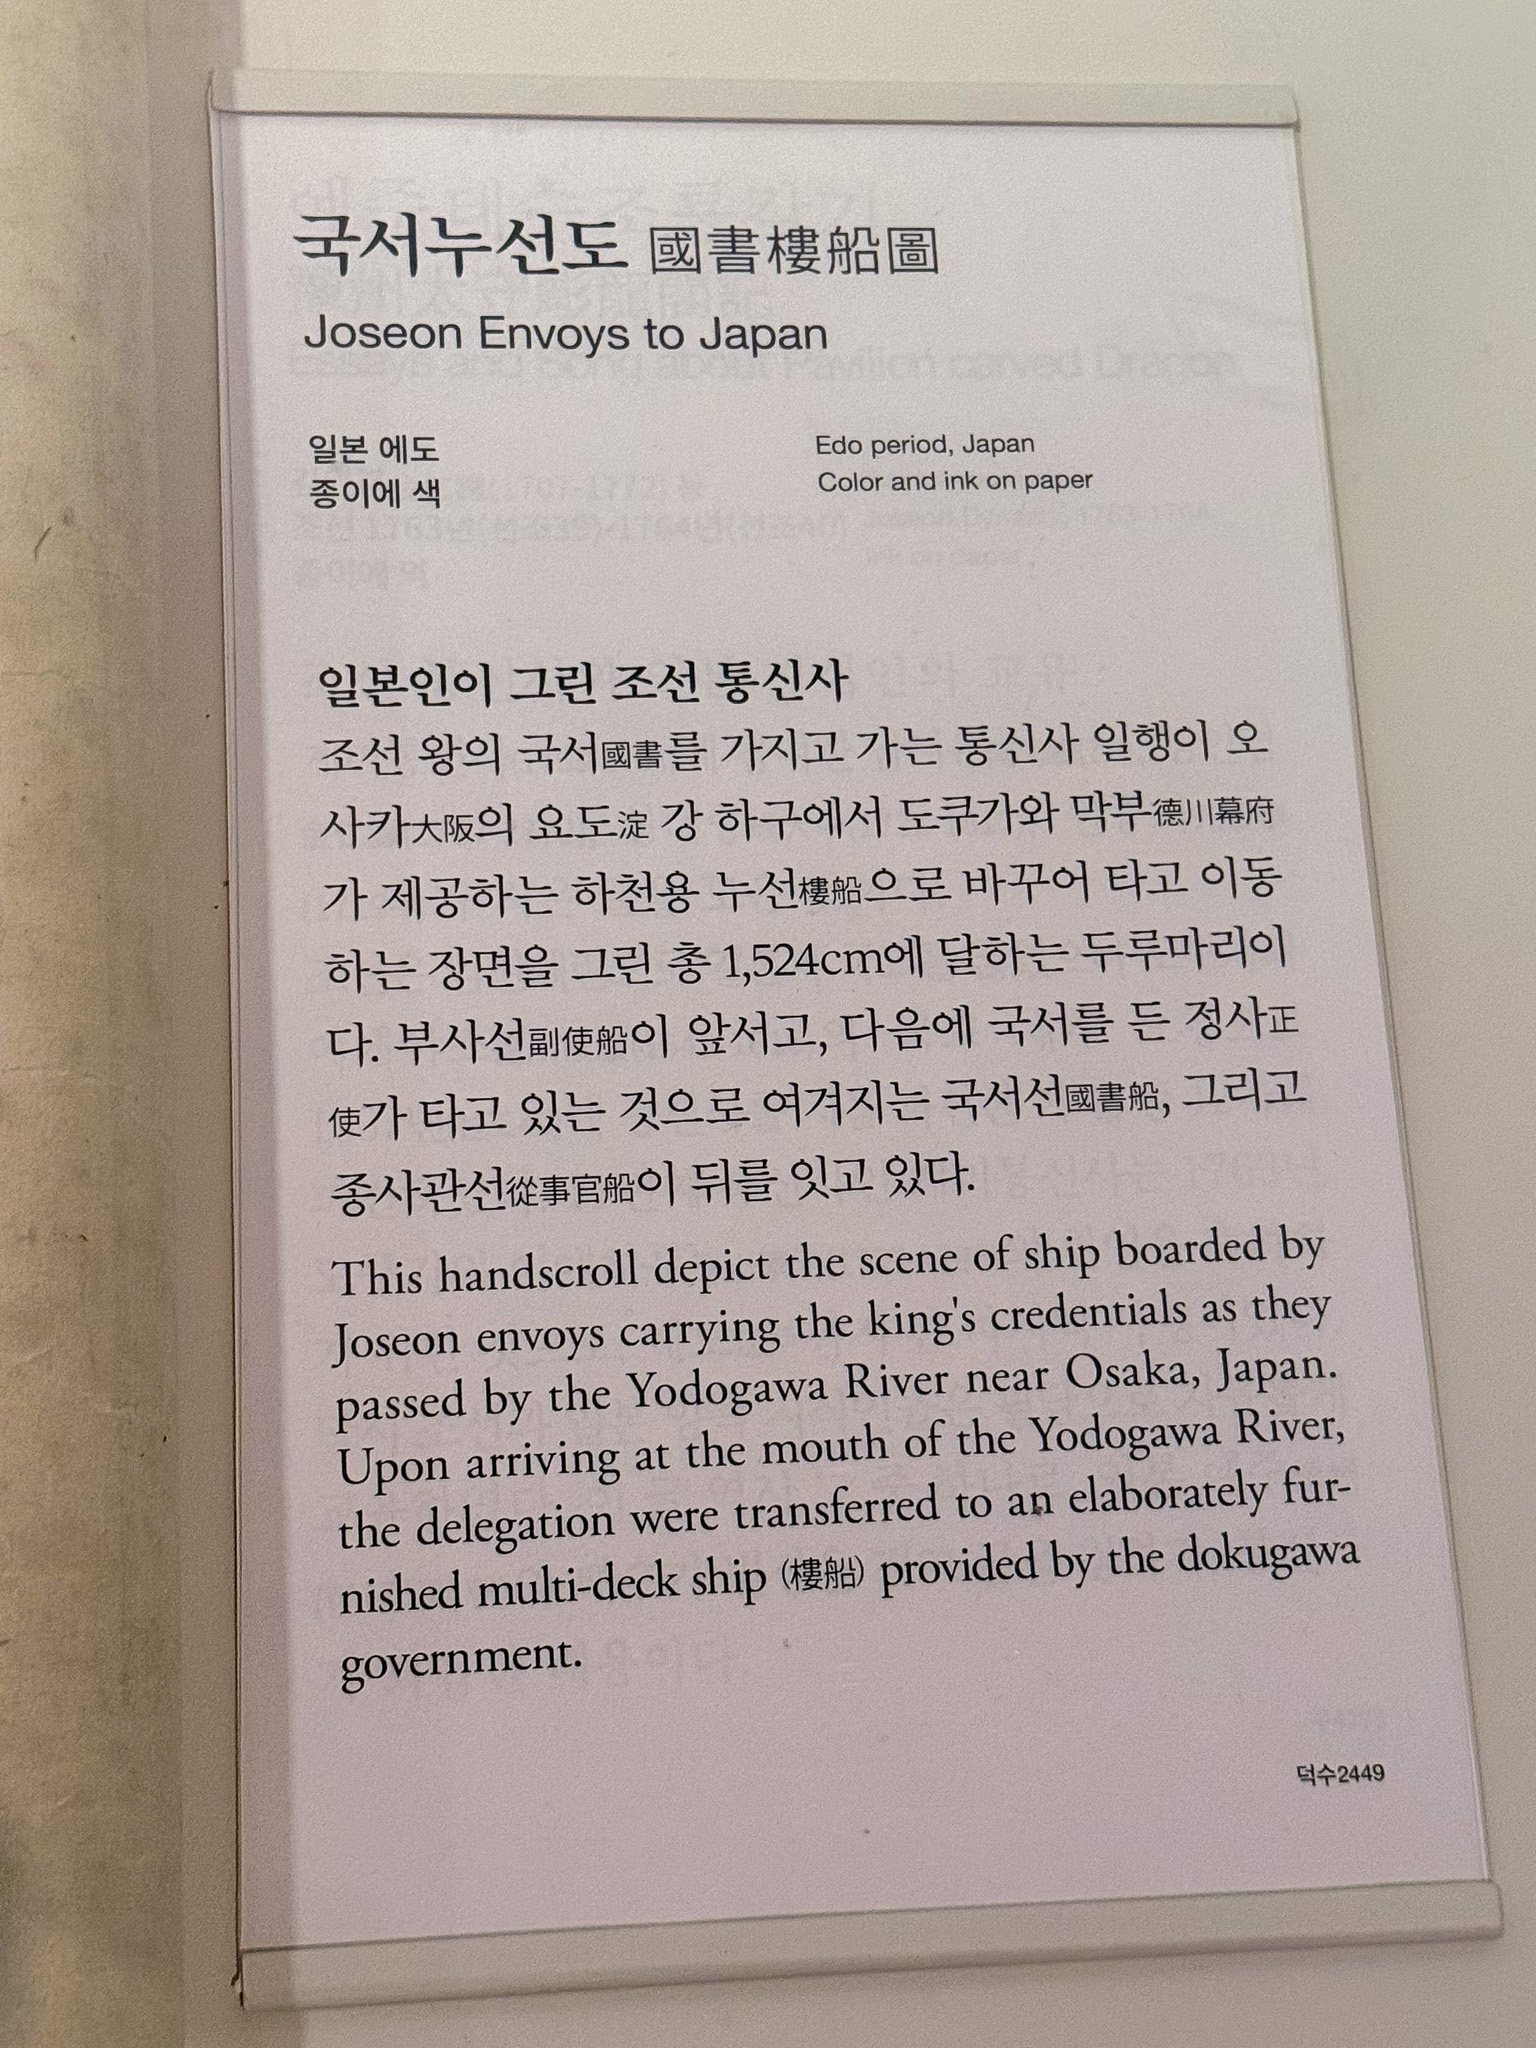 국서누선도 國書樓船圖
Joseon Envoys to Japan
일본 에도
종이에 색
Edo period, Japan
Color and ink on paper
일본인이 그린 조선 통신사
조선 왕의 국서國書를 가지고 가는 통신사 일행이 오
사카大阪의 요도淀 강 하구에서 도쿠가와 막부德川幕府
가 제공하는 하천용 누선樓船으로 바꾸어 타고 이동
하는 장면을 그린 총 1,524cm에 달하는 두루마리이
다. 부사선副使船이 앞서고, 다음에 국서를 든 정사正
使가 타고 있는 것으로 여겨지는 국서선國書船, 그리고
종사관선從事官船이 뒤를 잇고 있다.
This handscroll depict the scene of ship boarded by
Joseon envoys carrying the king's credentials as they
passed by the Yodogawa River near Osaka, Japan.
Upon arriving at the mouth of the Yodogawa River,
the delegation were transferred to an elaborately fur-
nished multi-deck ship (樓船) provided by the dokugawa
government.
덕수2449